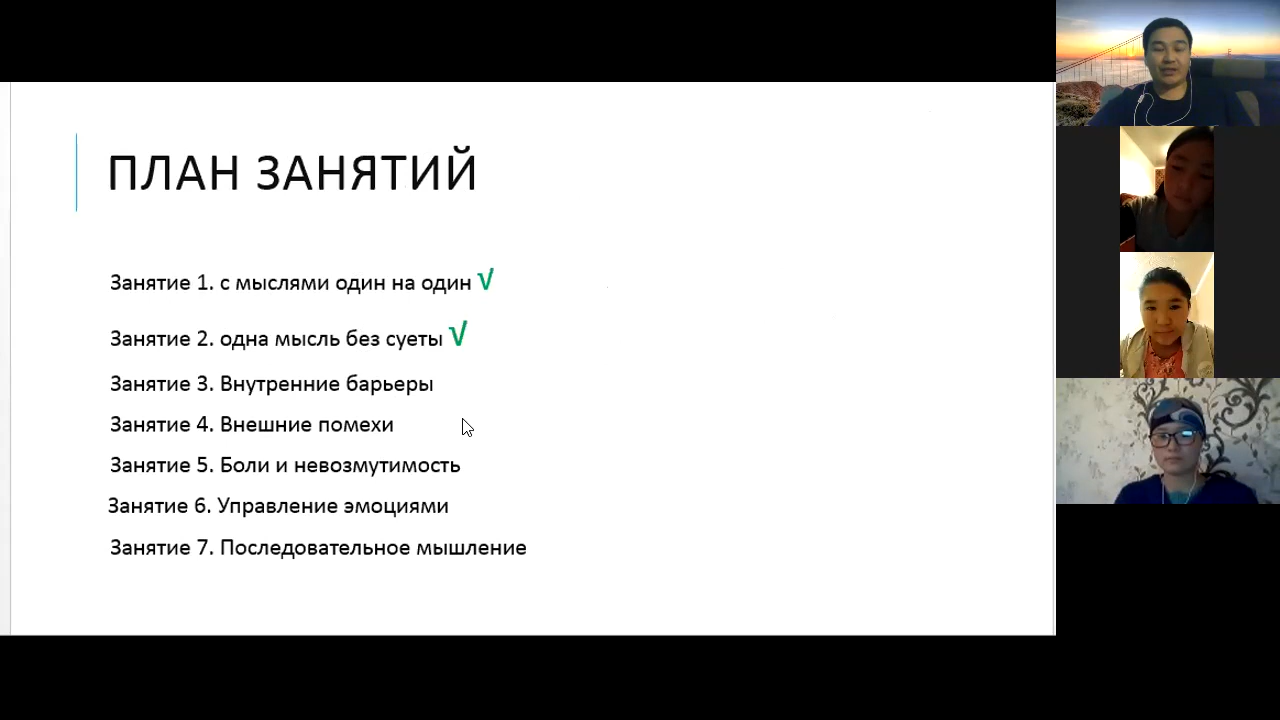 ПЛАН ЗАНЯТИЙ
Занятие 1. с мыслями один на один √
Занятие 2. одна мысль без суеты √
Занятие 3. Внутренние барьеры
Занятие 4. Внешние помехи
Занятие 5. Боли и невозмутимость
Занятие 6. Управление эмоциями
Занятие 7. Последовательное мышление